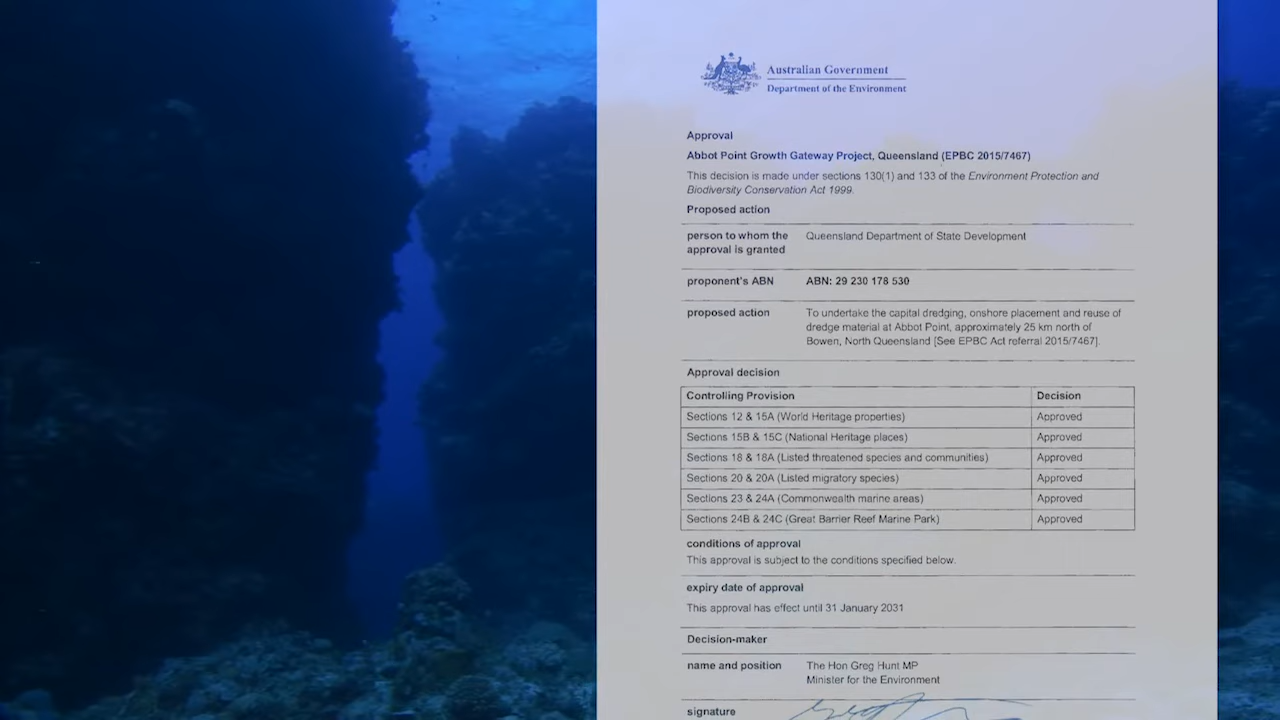 Australian Government
Department of the Environment
Approval
Abbot Point Growth Gateway Project, Queensland (EPBC 2015/7467)
This decision is made under sections 130(1) and 133 of the Environment Protection and
Biodiversity Conservation Act 1999.
Proposed action
person to whom the approval is granted
Queensland Department of State Development
proponent's ABN
ABN: 29 230 178 530
proposed action
To undertake the capital dredging, onshore placement and reuse of
dredge material at Abbot Point, approximately 25 km north of
Bowen, North Queensland [See EPBC Act referral 2015/7467].
Approval decision
Controlling Provision Decision
Sections 12 & 15A (World Heritage properties) Approved
Sections 15B & 15C (National Heritage places) Approved
Sections 18 & 18A (Listed threatened species and communities) Approved
Sections 20 & 20A (Listed migratory species) Approved
Sections 23 & 24A (Commonwealth marine areas) Approved
Sections 24B & 24C (Great Barrier Reef Marine Park) Approved
conditions of approval
This approval is subject to the conditions specified below.
expiry date of approval
This approval has effect until 31 January 2031
Decision-maker
name and position
The Hon Greg Hunt MP
Minister for the Environment
signature